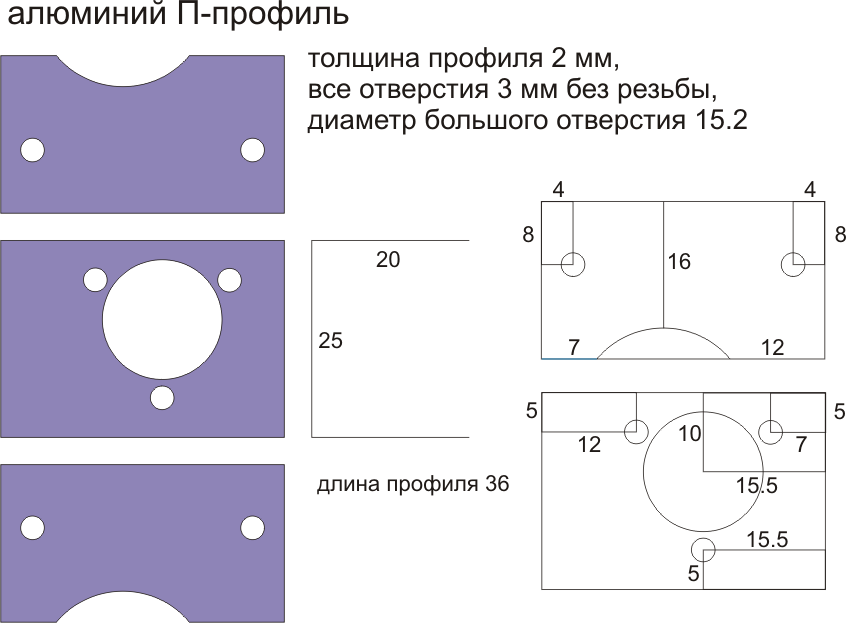 алюминий П-профиль
толщина профиля 2 мм,
все отверстия 3 мм без резьбы,
диаметр большого отверстия 15.2
4 4
8 8
16
7 12
20
25
5 5
12 10 7
15.5
15.5
5
длина профиля 36